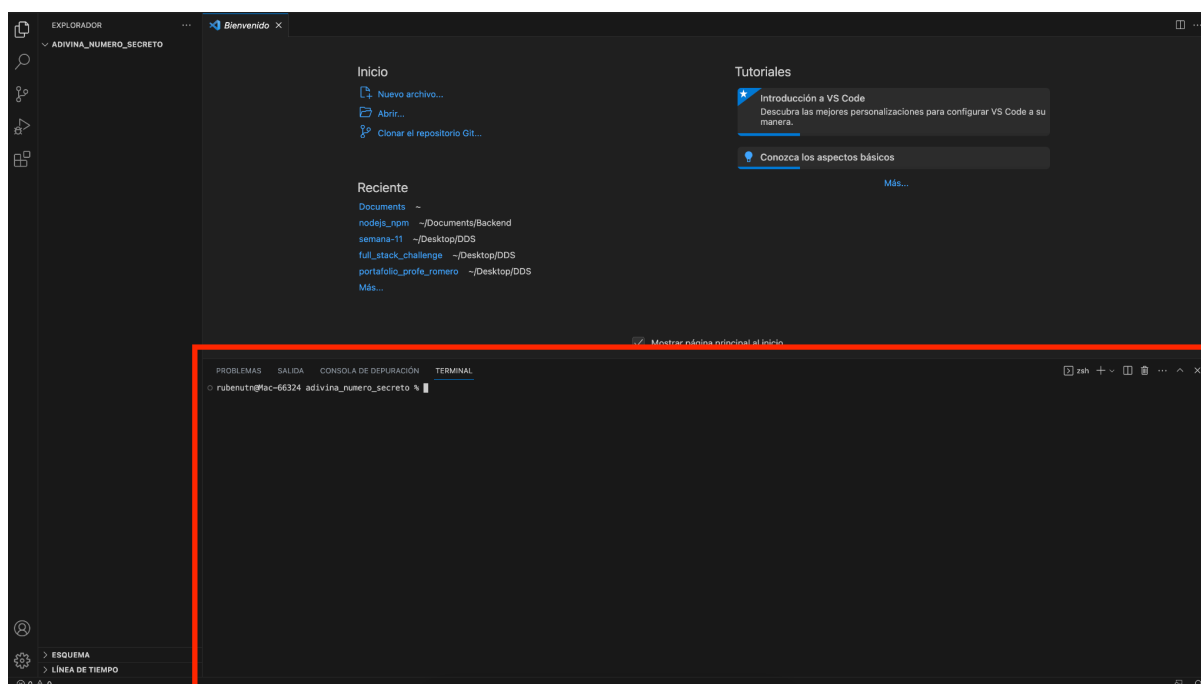 EXPLORADOR ···
Bienvenido
ADIVINA_NUMERO_SECRETO
Inicio
Nuevo archivo...
Abrir...
Clonar el repositorio Git...
Reciente
Documents ~
nodejs_npm ~/Documents/Backend
semana-11 ~/Desktop/DDS
full_stack_challenge ~/Desktop/DDS
portafolio_profe_romero ~/Desktop/DDS
Más...
Tutoriales
Introducción a VS Code
Descubra las mejores personalizaciones para configurar VS Code a su
manera.
Conozca los aspectos básicos
Más...
Mostrar página principal al inicio
PROBLEMAS SALIDA CONSOLA DE DEPURACIÓN TERMINAL
zsh
rubenutn@Mac-66324 adivina_numero_secreto %
ESQUEMA
LÍNEA DE TIEMPO